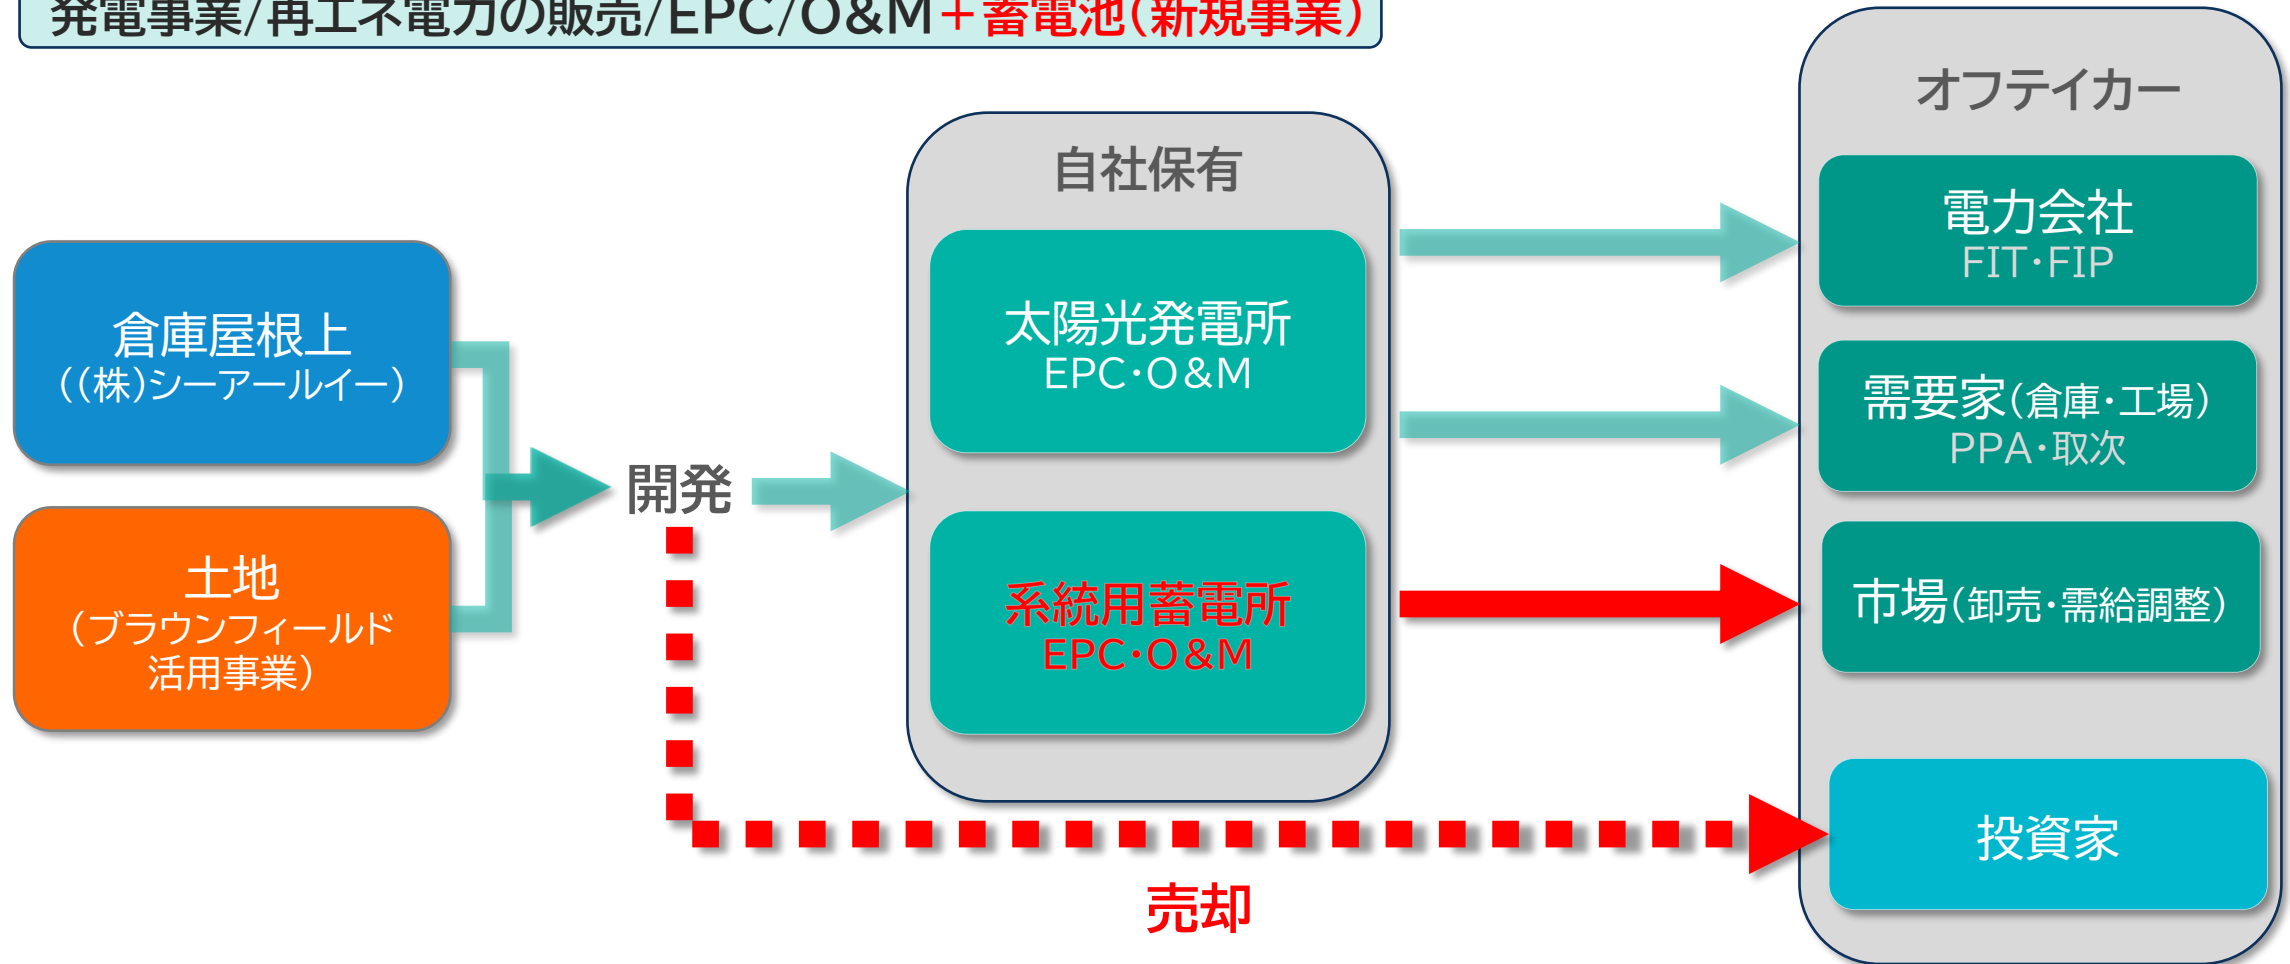 発電事業/再エネ電力の販売/EPC/O&M+蓄電池（新規事業）
倉庫屋根上
（（株）シーアールイー）
土地
（ブラウンフィールド
活用事業）
開発
自社保有
太陽光発電所
EPC・O&M
系統用蓄電所
EPC・O&M
売却
オフテイカー
電力会社
FIT・FIP
需要家（倉庫・工場）
PPA・取次
市場（卸売・需給調整）
投資家